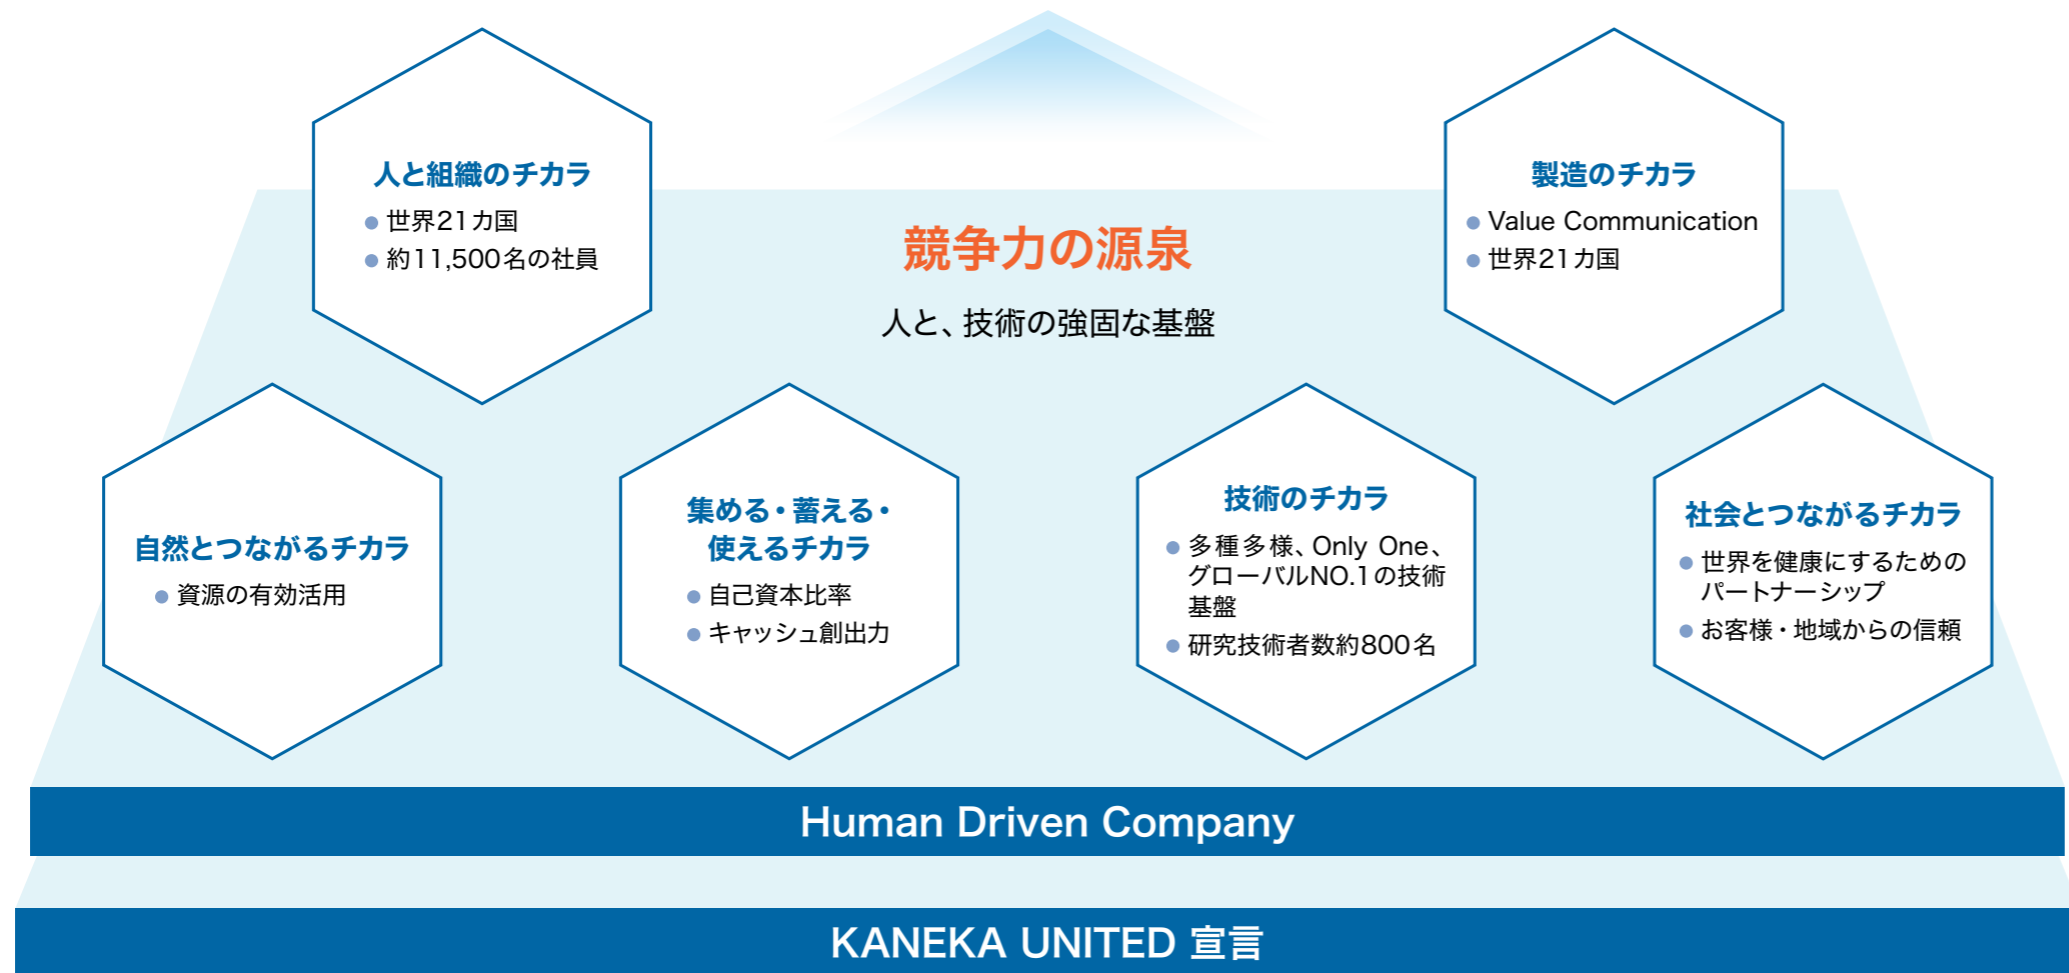 人と組織のチカラ
● 世界21カ国
● 約11,500名の社員
競争力の源泉
人と、技術の強固な基盤
製造のチカラ
● Value Communication
● 世界21カ国
自然とつながるチカラ
● 資源の有効活用
集める・蓄える・
使えるチカラ
● 自己資本比率
● キャッシュ創出力
技術のチカラ
● 多種多様、Only One、
グローバルNO.1の技術
基盤
● 研究技術者数約800名
社会とつながるチカラ
● 世界を健康にするための
パートナーシップ
● お客様・地域からの信頼
Human Driven Company
KANEKA UNITED 宣言